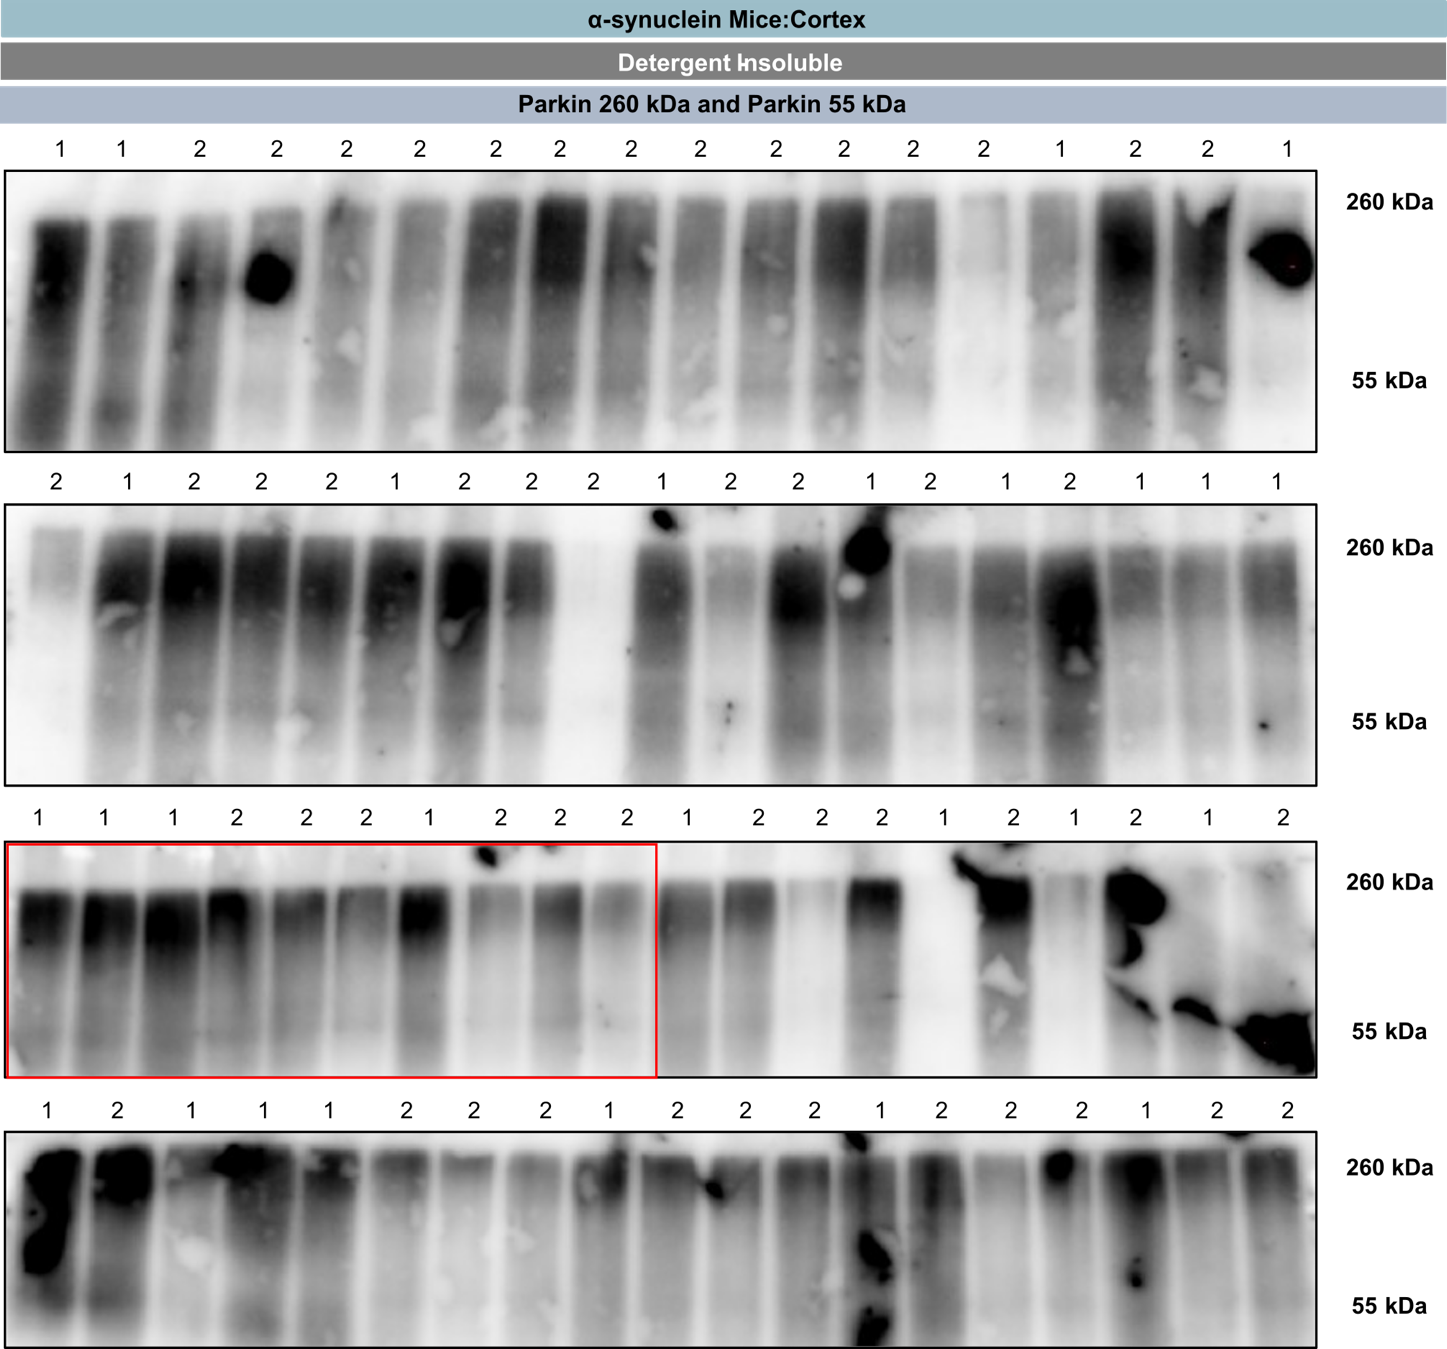 α-synuclein Mice:Cortex
Detergent Insoluble
Parkin 260 kDa and Parkin 55 kDa
1 1 2 2 2 2 2 2 2 2 2 2 2 2 1 2 2 1
260 kDa
55 kDa
2 1 2 2 2 1 2 2 2 1 2 2 1 2 1 2 1 1 1
260 kDa
55 kDa
1 1 1 2 2 2 1 2 2 2 1 2 2 2 1 2 1 2 1 2
260 kDa
55 kDa
1 2 1 1 1 2 2 2 1 2 2 2 1 2 2 2 1 2 2
260 kDa
55 kDa